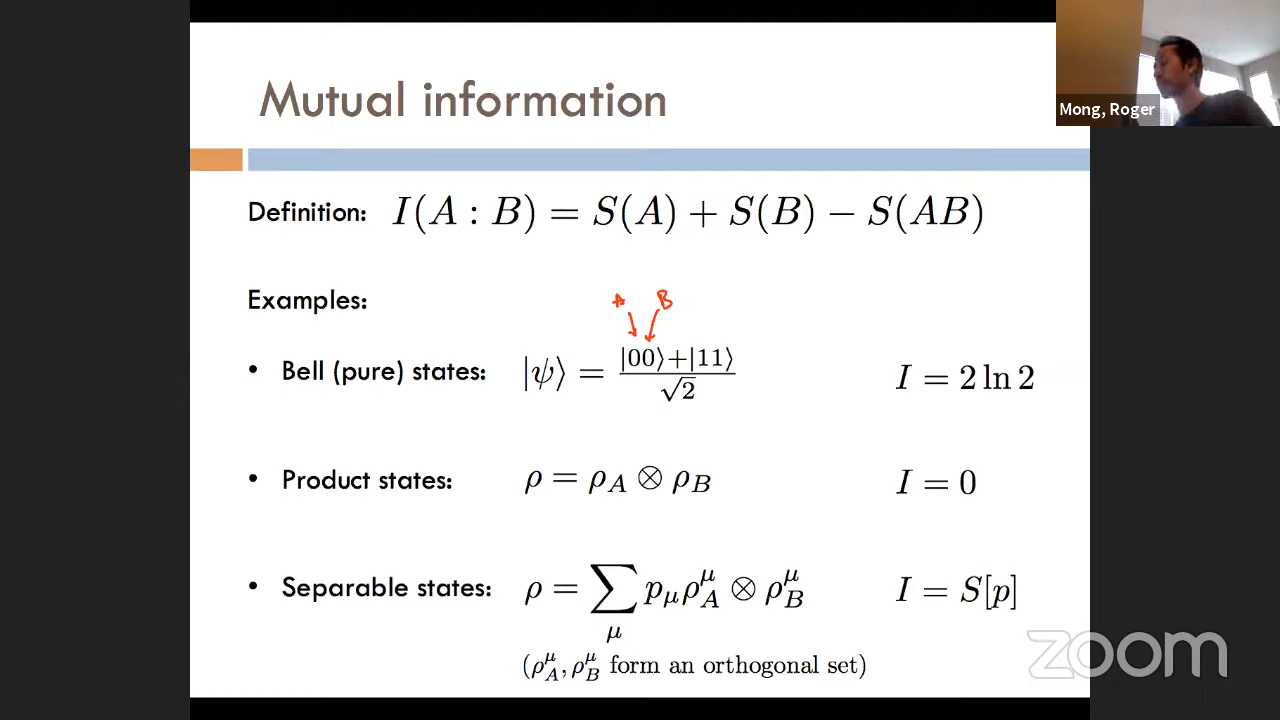 Mutual information
Mong, Roger
Definition: I(A : B) = S(A) + S(B) − S(AB)
Examples:
A B
• Bell (pure) states: |ψ⟩ = |00⟩+|11⟩ / √2 I = 2 ln 2
• Product states: ρ = ρ_A ⊗ ρ_B I = 0
• Separable states: ρ = ∑_μ p_μ ρ_A^μ ⊗ ρ_B^μ I = S[p]
(ρ_A^μ, ρ_B^μ form an orthogonal set)
zoom